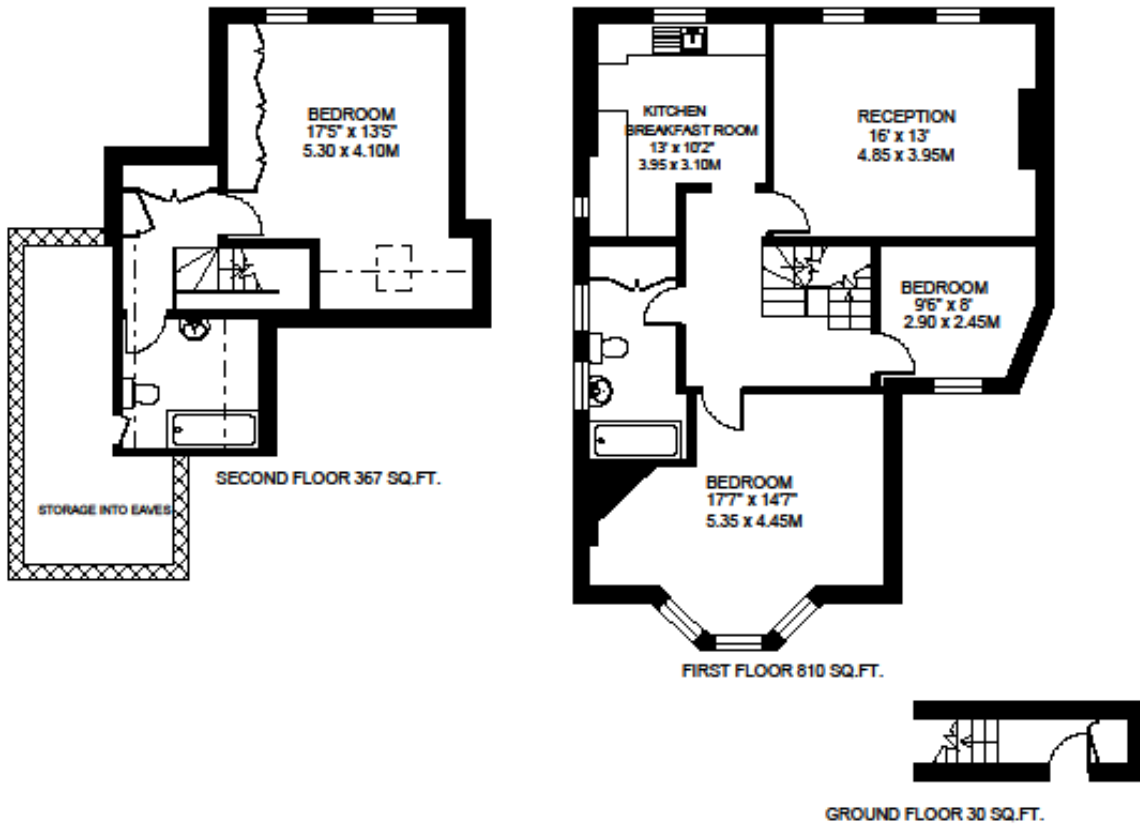 BEDROOM
17'5" x 13'5"
5.30 x 4.10M
STORAGE INTO EAVES
SECOND FLOOR 367 SQ.FT.
KITCHEN
BREAKFAST ROOM
13' x 10'2"
3.95 x 3.10M
RECEPTION
16' x 13'
4.85 x 3.95M
BEDROOM
9'6" x 8'
2.90 x 2.45M
BEDROOM
17'7" x 14'7"
5.35 x 4.45M
FIRST FLOOR 810 SQ.FT.
GROUND FLOOR 30 SQ.FT.